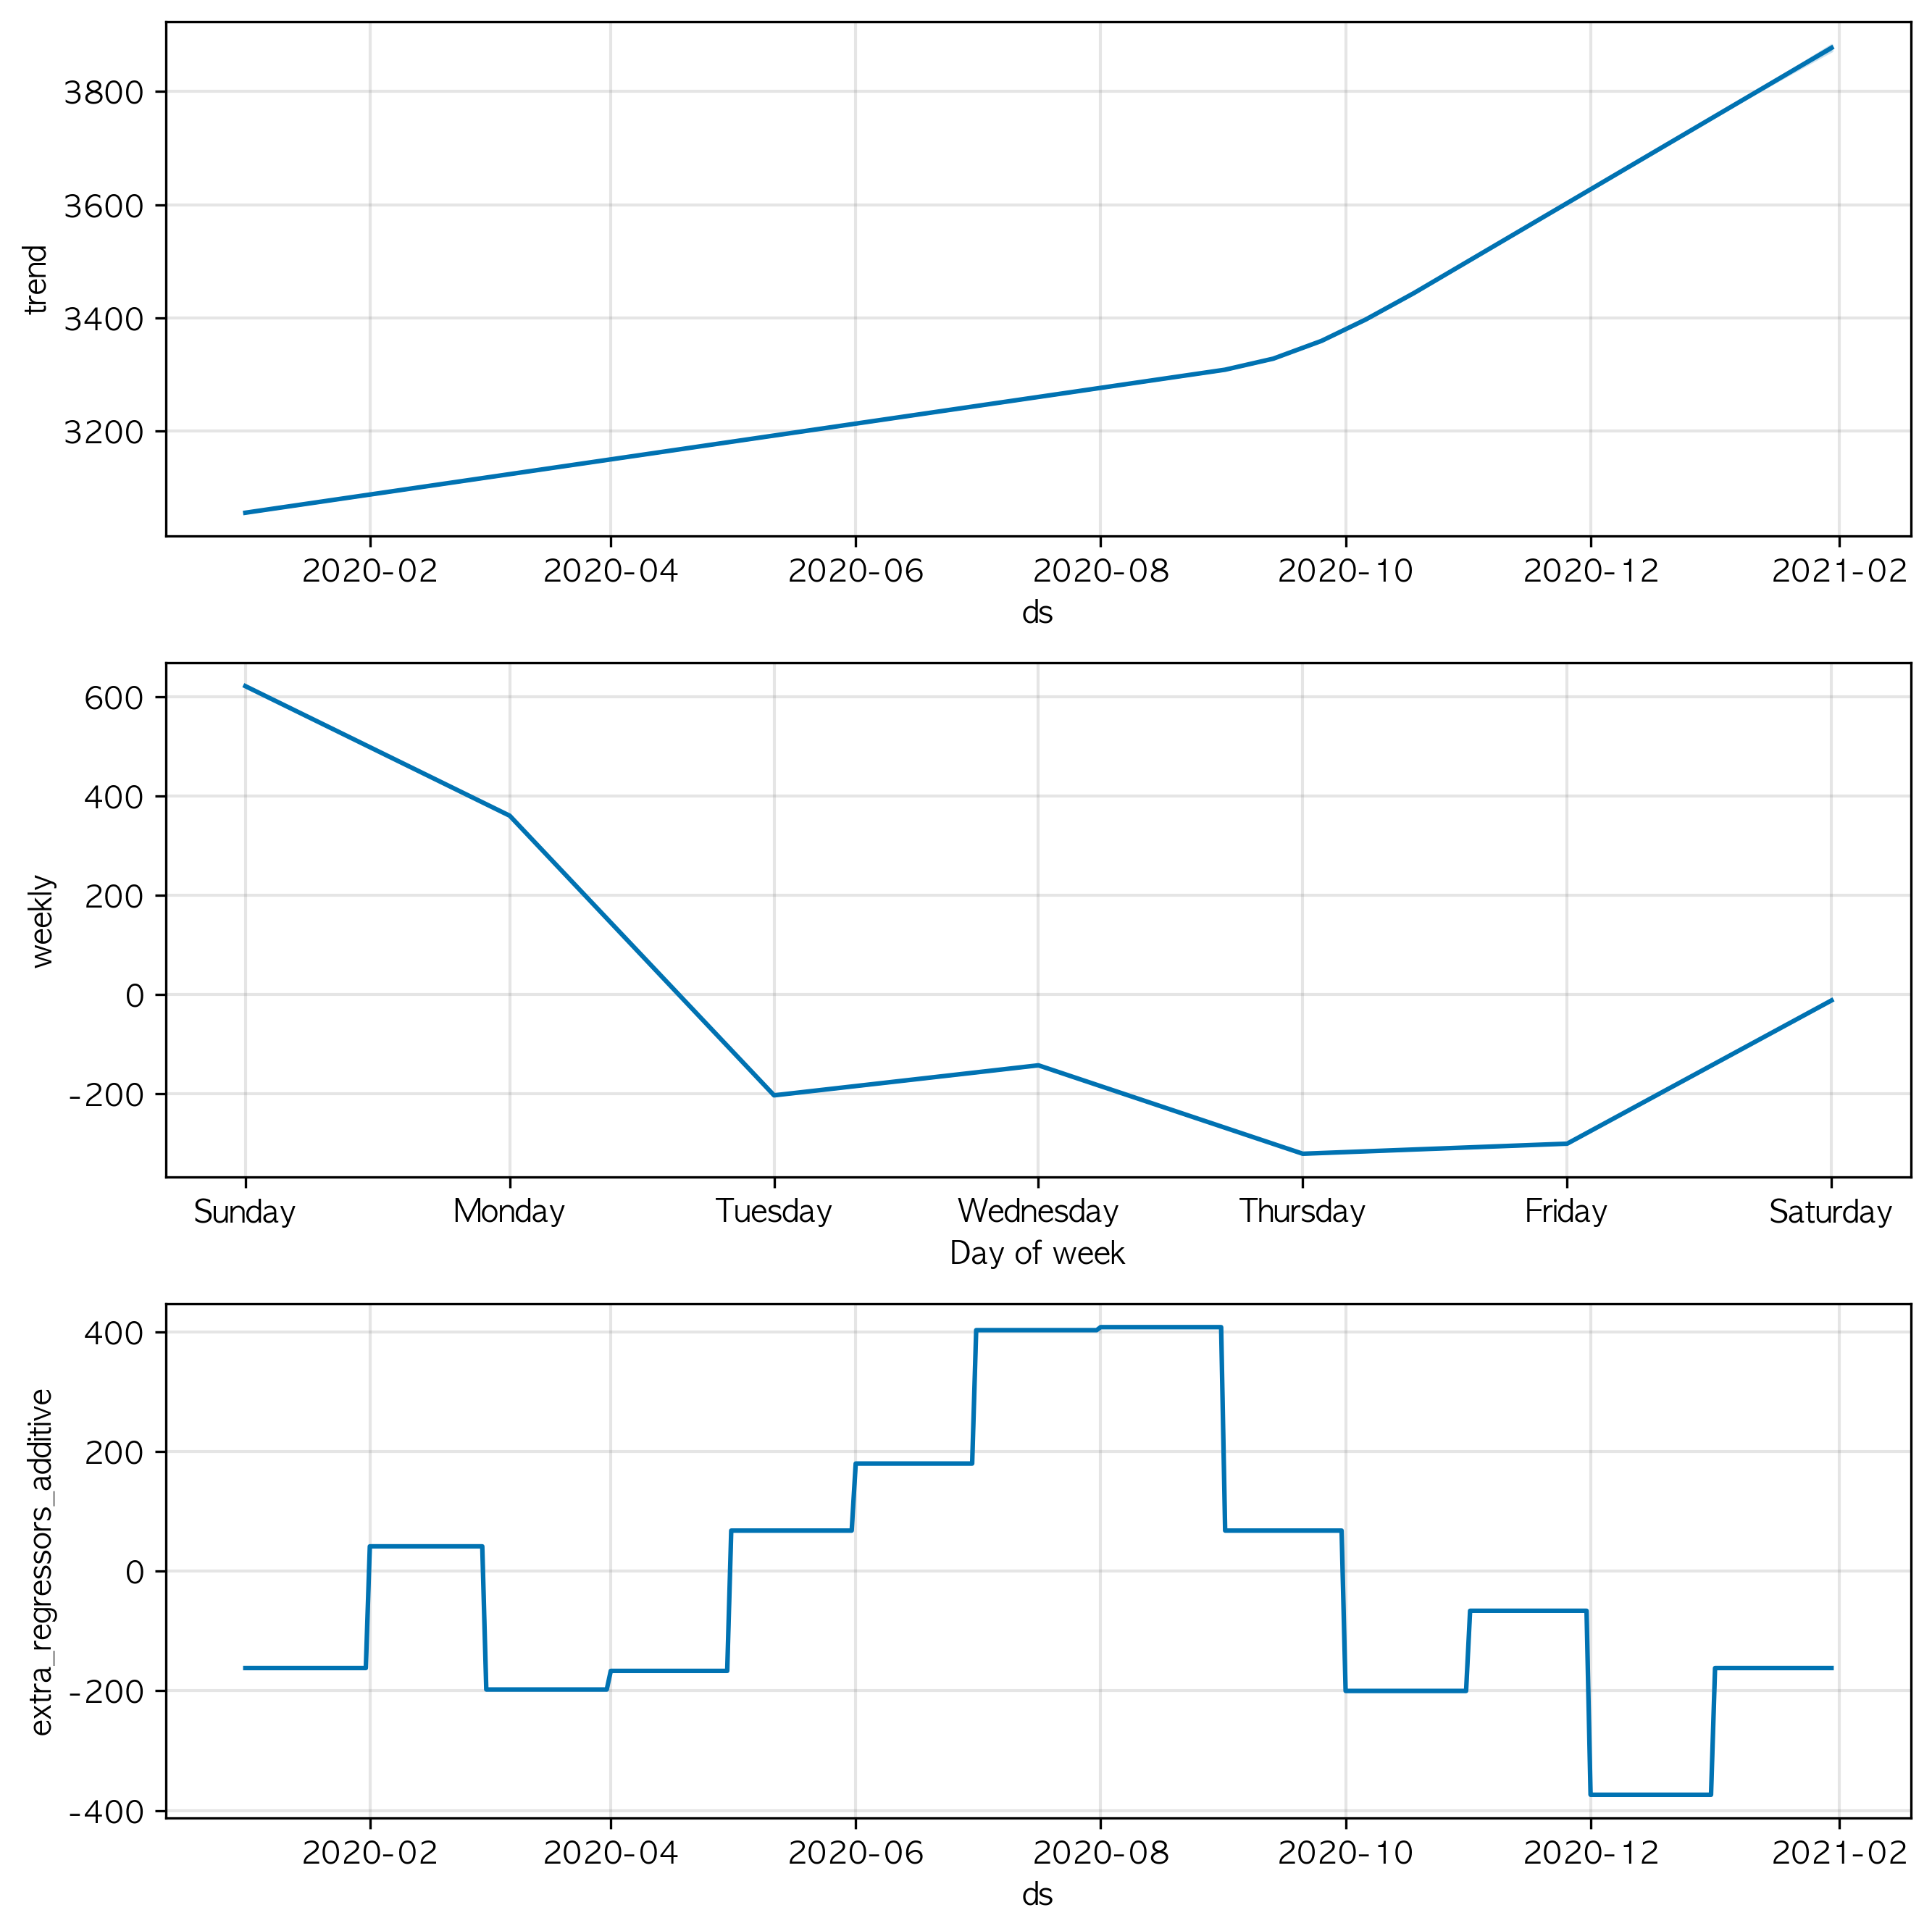 3800
3600
3400
3200
trend
2020-02 2020-04 2020-06 2020-08 2020-10 2020-12 2021-02
ds
600
400
200
0
-200
weekly
Sunday Monday Tuesday Wednesday Thursday Friday Saturday
Day of week
400
200
0
-200
-400
extra_regressors_additive
2020-02 2020-04 2020-06 2020-08 2020-10 2020-12 2021-02
ds